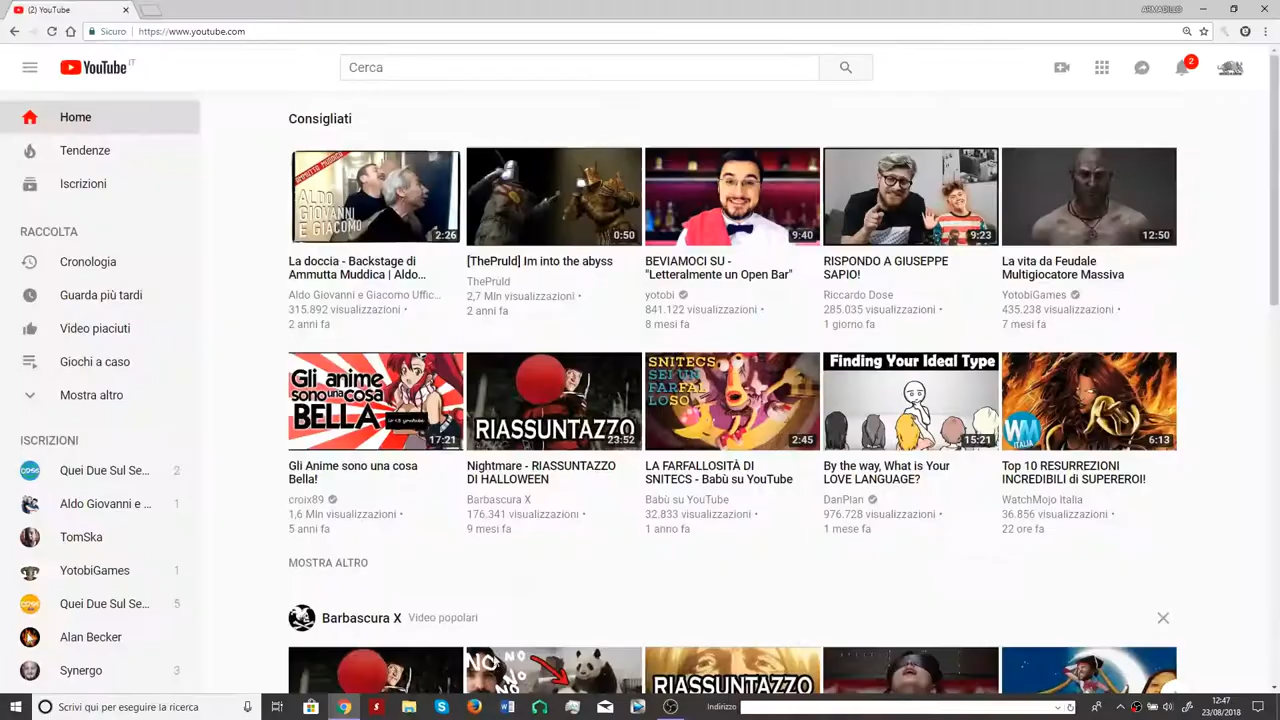 (2) YouTube
ARMADILLO
Sicuro
https://www.youtube.com
YouTube IT
Cerca
2
Home
Tendenze
Iscrizioni
RACCOLTA
Cronologia
Guarda più tardi
Video piaciuti
Giochi a caso
Mostra altro
ISCRIZIONI
Quei Due Sul Se... 2
Aldo Giovanni e ... 1
TomSka
YotobiGames 1
Quei Due Sul Se... 5
Alan Becker
Synergo 3
Consigliati
AMMUTTA MUDDICA
ALDO
GIOVANNI
E GIACOMO
2:26
0:50
9:40
9:23
12:50
La doccia - Backstage di
Ammutta Muddica | Aldo...
Aldo Giovanni e Giacomo Uffic...
315.892 visualizzazioni •
2 anni fa
[ThePruld] Im into the abyss
ThePruld
2,7 Mln visualizzazioni •
2 anni fa
BEVIAMOCI SU -
"Letteralmente un Open Bar"
yotobi
841.122 visualizzazioni •
8 mesi fa
RISPONDO A GIUSEPPE
SAPIO!
Riccardo Dose
285.035 visualizzazioni •
1 giorno fa
La vita da Feudale
Multigiocatore Massiva
YotobiGames
435.238 visualizzazioni •
7 mesi fa
Gli anime
sono una cosa
BELLA
17:21
RIASSUNTAZZO
23:52
SNITECS
SEI UN
FARFAL
LOSO
2:45
Finding Your Ideal Type
15:21
WM
ITALIA
6:13
Gli Anime sono una cosa
Bella!
croix89
1,6 Mln visualizzazioni •
5 anni fa
Nightmare - RIASSUNTAZZO
DI HALLOWEEN
Barbascura X
176.341 visualizzazioni •
9 mesi fa
LA FARFALLOSITÀ DI
SNITECS - Babù su YouTube
Babù su YouTube
32.833 visualizzazioni •
1 anno fa
By the way, What is Your
LOVE LANGUAGE?
DanPlan
976.728 visualizzazioni •
1 mese fa
Top 10 RESURREZIONI
INCREDIBILI di SUPEREROI!
WatchMojo Italia
36.856 visualizzazioni •
22 ore fa
MOSTRA ALTRO
Barbascura X Video popolari
NO NO
NO
NO
RIASSUNTAZZO
Scrivi qui per eseguire la ricerca
Indirizzo
12:47
23/08/2018